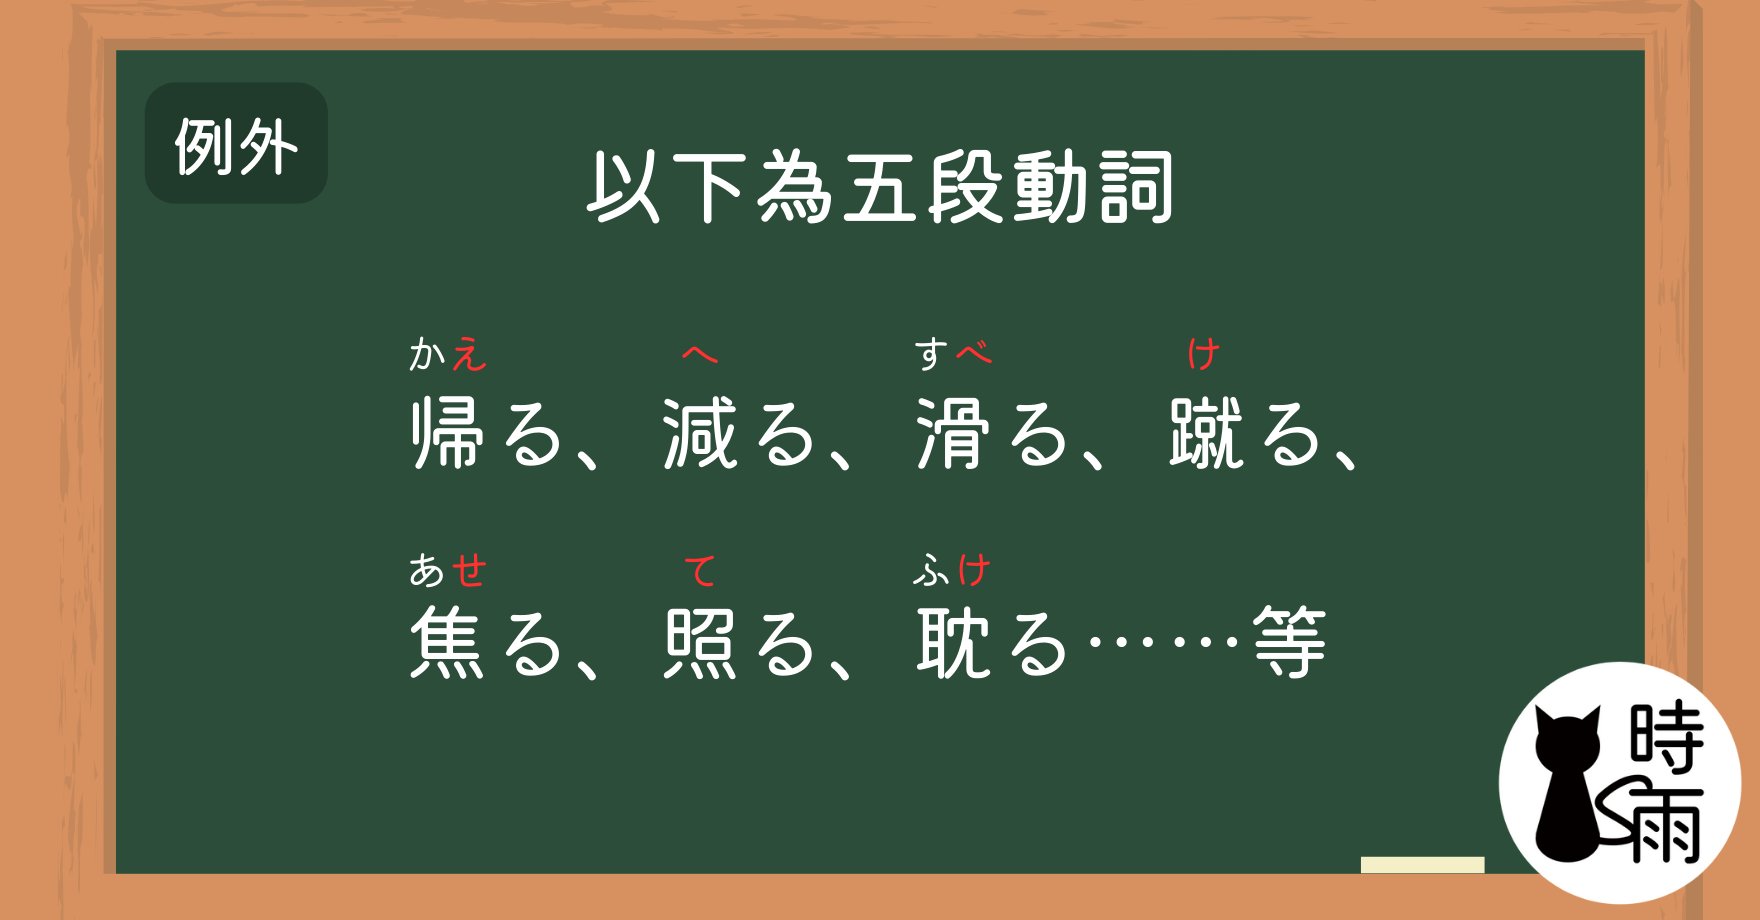 例外
以下為五段動詞
かえ へ すべ け
帰る、減る、滑る、蹴る、
あせ て ふけ
焦る、照る、耽る……等
時雨